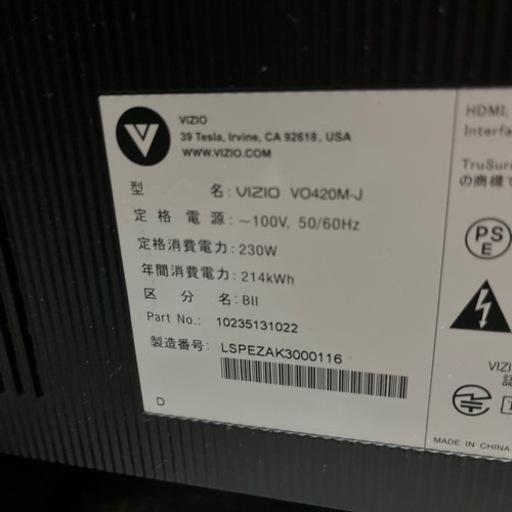 V
VIZIO
39 Tesla, Irvine, CA 92618, USA
WWW.VIZIO.COM
型 名: VIZIO VO420M-J
定格電源: ~100V, 50/60Hz
定格消費電力: 230W
年間消費電力: 214kWh
区分名: BII
Part No.: 10235131022
製造番号: LSPEZAK3000116
D
HDMI,
Interfa
TruSur
の商標で
PS
E
VIZI
認
MADE IN CHINA